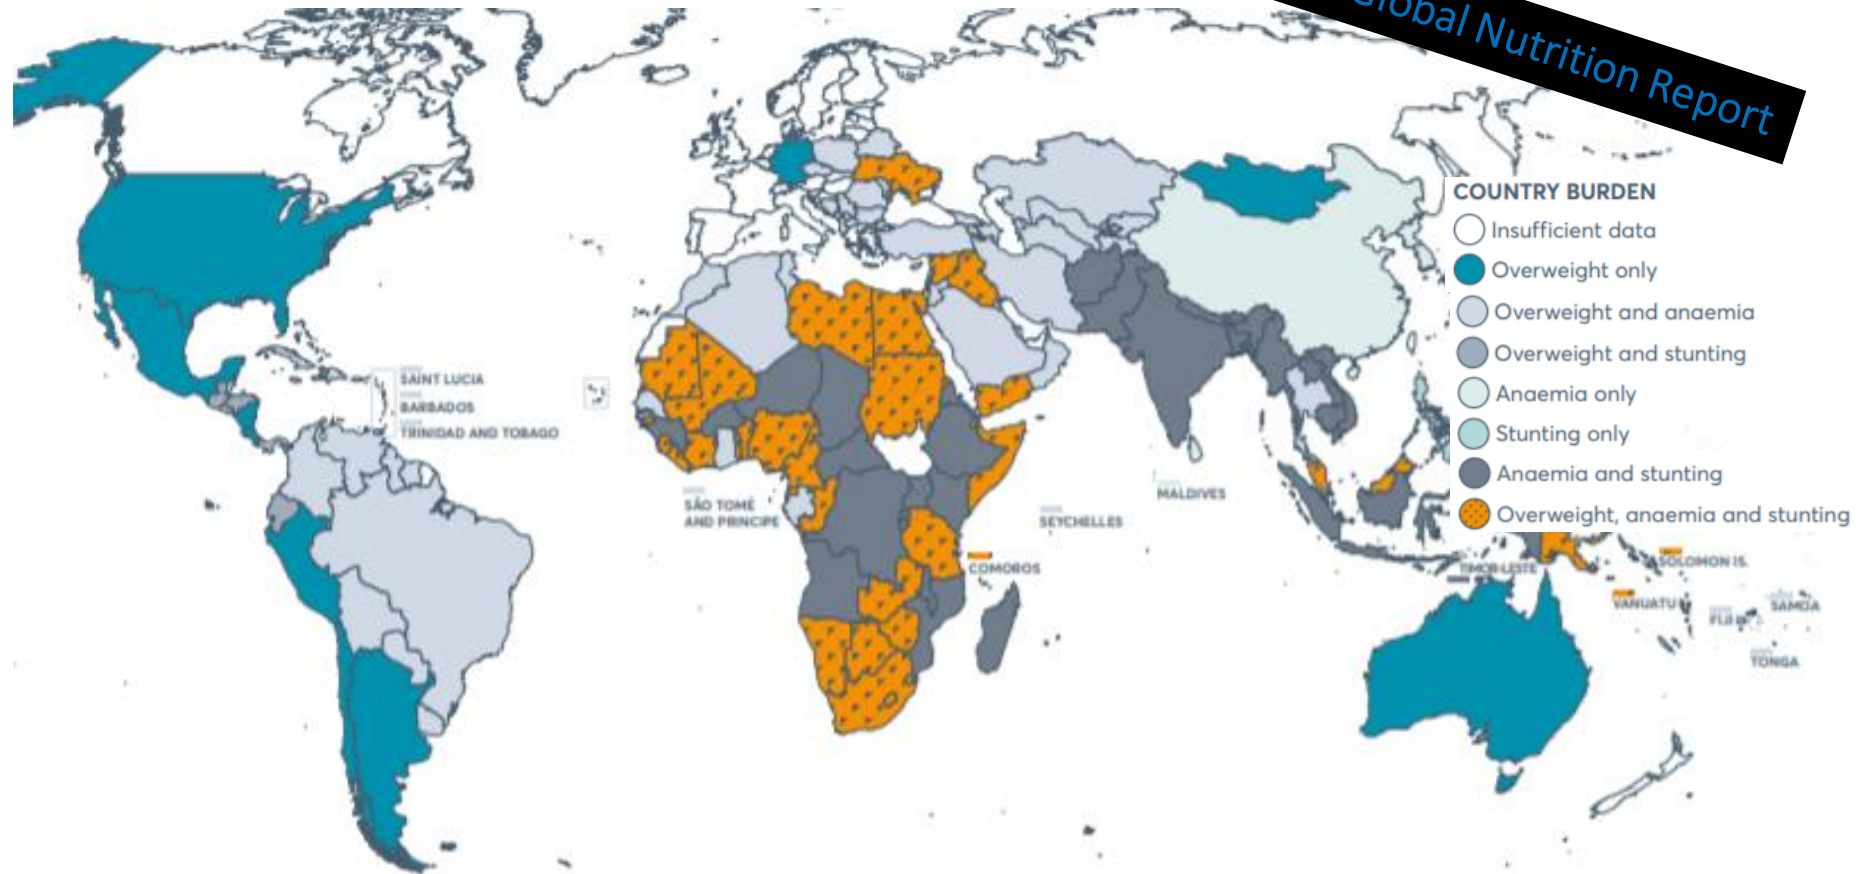 Global Nutrition Report
COUNTRY BURDEN
Insufficient data
Overweight only
Overweight and anaemia
Overweight and stunting
Anaemia only
Stunting only
Anaemia and stunting
Overweight, anaemia and stunting
SAINT LUCIA
BARBADOS
TRINIDAD AND TOBAGO
SÃO TOMÉ
AND PRINCIPE
SEYCHELLES
COMOROS
MALDIVES
TIMOR-LESTE
SOLOMON IS.
VANUATU
FIJI
SAMOA
TONGA